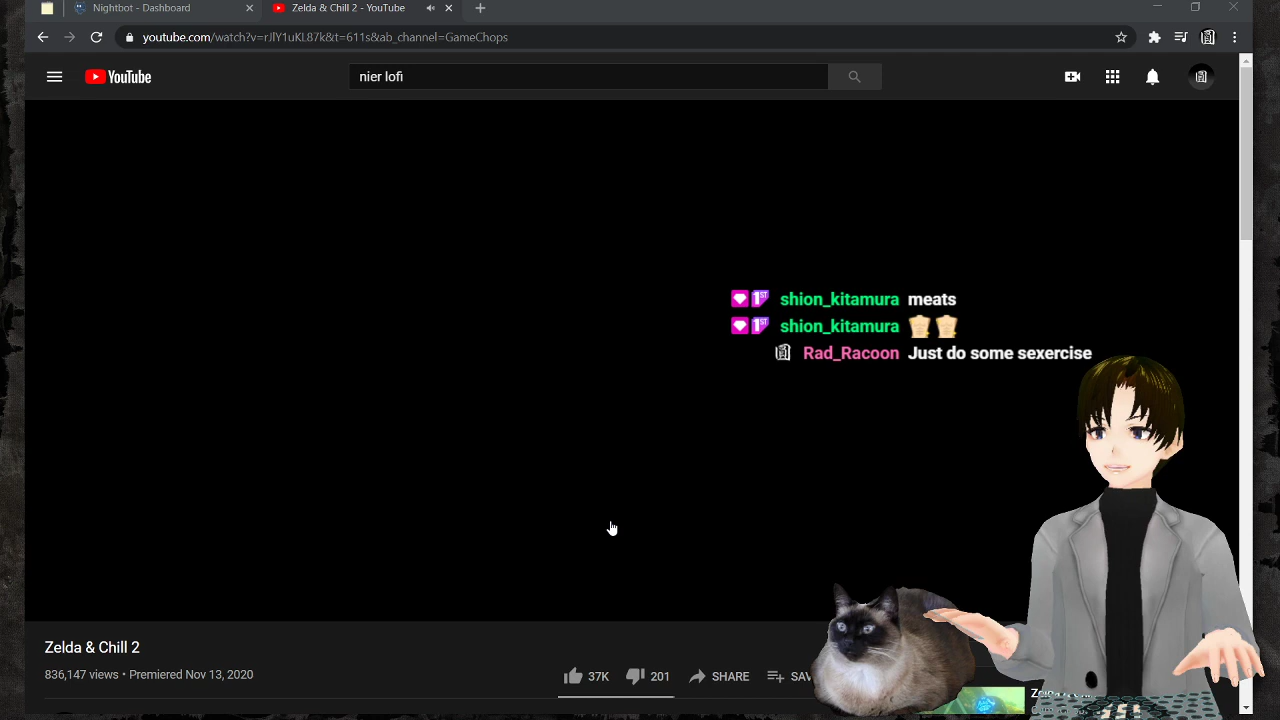 Nightbot - Dashboard
Zelda & Chill 2 - YouTube
youtube.com/watch?v=rJlY1uKL87k&t=611s&ab_channel=GameChops
YouTube
nier lofi
shion_kitamura meats
shion_kitamura
Rad_Racoon Just do some sexercise
Zelda & Chill 2
836,147 views • Premiered Nov 13, 2020
37K
201
SHARE